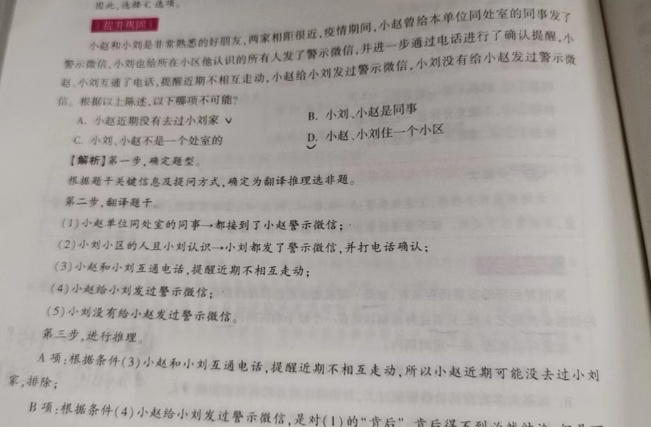 因此,选择C选项。
提升巩固
小赵和小刘是非常熟悉的好朋友,两家相距很近,疫情期间,小赵曾给本单位同处室的同事发了
警示微信,小刘也给所在小区他认识的所有人发了警示微信,并进一步通过电话进行了确认提醒,小
赵、小刘互通了电话,提醒近期不相互走动,小赵给小刘发过警示微信,小刘没有给小赵发过警示微
信。根据以上陈述,以下哪项不可能?
A. 小赵近期没有去过小刘家
B. 小刘、小赵是同事
C. 小刘、小赵不是一个处室的
D. 小赵、小刘住一个小区
【解析】第一步,确定题型。
根据题干关键信息及提问方式,确定为翻译推理选非题。
第二步,翻译题干。
(1)小赵单位同处室的同事→都接到了小赵警示微信;
(2)小刘小区的人且小刘认识→小刘都发了警示微信,并打电话确认;
(3)小赵和小刘互通电话,提醒近期不相互走动;
(4)小赵给小刘发过警示微信;
(5)小刘没有给小赵发过警示微信。
第三步,进行推理。
A 项:根据条件(3)小赵和小刘互通电话,提醒近期不相互走动,所以小赵近期可能没去过小刘
家,排除;
B 项:根据条件(4)小赵给小刘发过警示微信,是对(1)的“肯后”,肯后得不到必然结论,